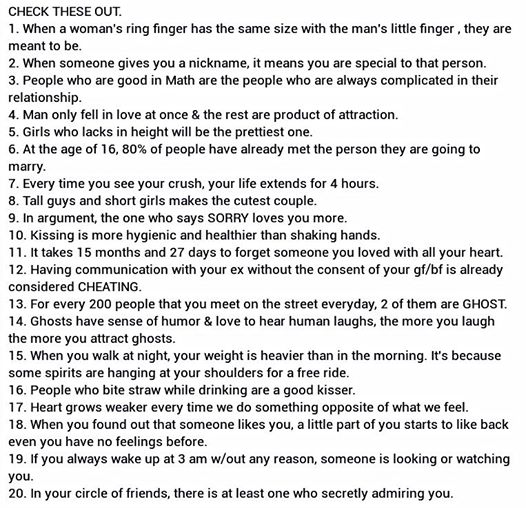 CHECK THESE OUT.
1. When a woman's ring finger has the same size with the man's little finger , they are
meant to be.
2. When someone gives you a nickname, it means you are special to that person.
3. People who are good in Math are the people who are always complicated in their
relationship.
4. Man only fell in love at once & the rest are product of attraction.
5. Girls who lacks in height will be the prettiest one.
6. At the age of 16, 80% of people have already met the person they are going to
marry.
7. Every time you see your crush, your life extends for 4 hours.
8. Tall guys and short girls makes the cutest couple.
9. In argument, the one who says SORRY loves you more.
10. Kissing is more hygienic and healthier than shaking hands.
11. It takes 15 months and 27 days to forget someone you loved with all your heart.
12. Having communication with your ex without the consent of your gf/bf is already
considered CHEATING.
13. For every 200 people that you meet on the street everyday, 2 of them are GHOST.
14. Ghosts have sense of humor & love to hear human laughs, the more you laugh
the more you attract ghosts.
15. When you walk at night, your weight is heavier than in the morning. It's because
some spirits are hanging at your shoulders for a free ride.
16. People who bite straw while drinking are a good kisser.
17. Heart grows weaker every time we do something opposite of what we feel.
18. When you found out that someone likes you, a little part of you starts to like back
even you have no feelings before.
19. If you always wake up at 3 am w/out any reason, someone is looking or watching
you.
20. In your circle of friends, there is at least one who secretly admiring you.